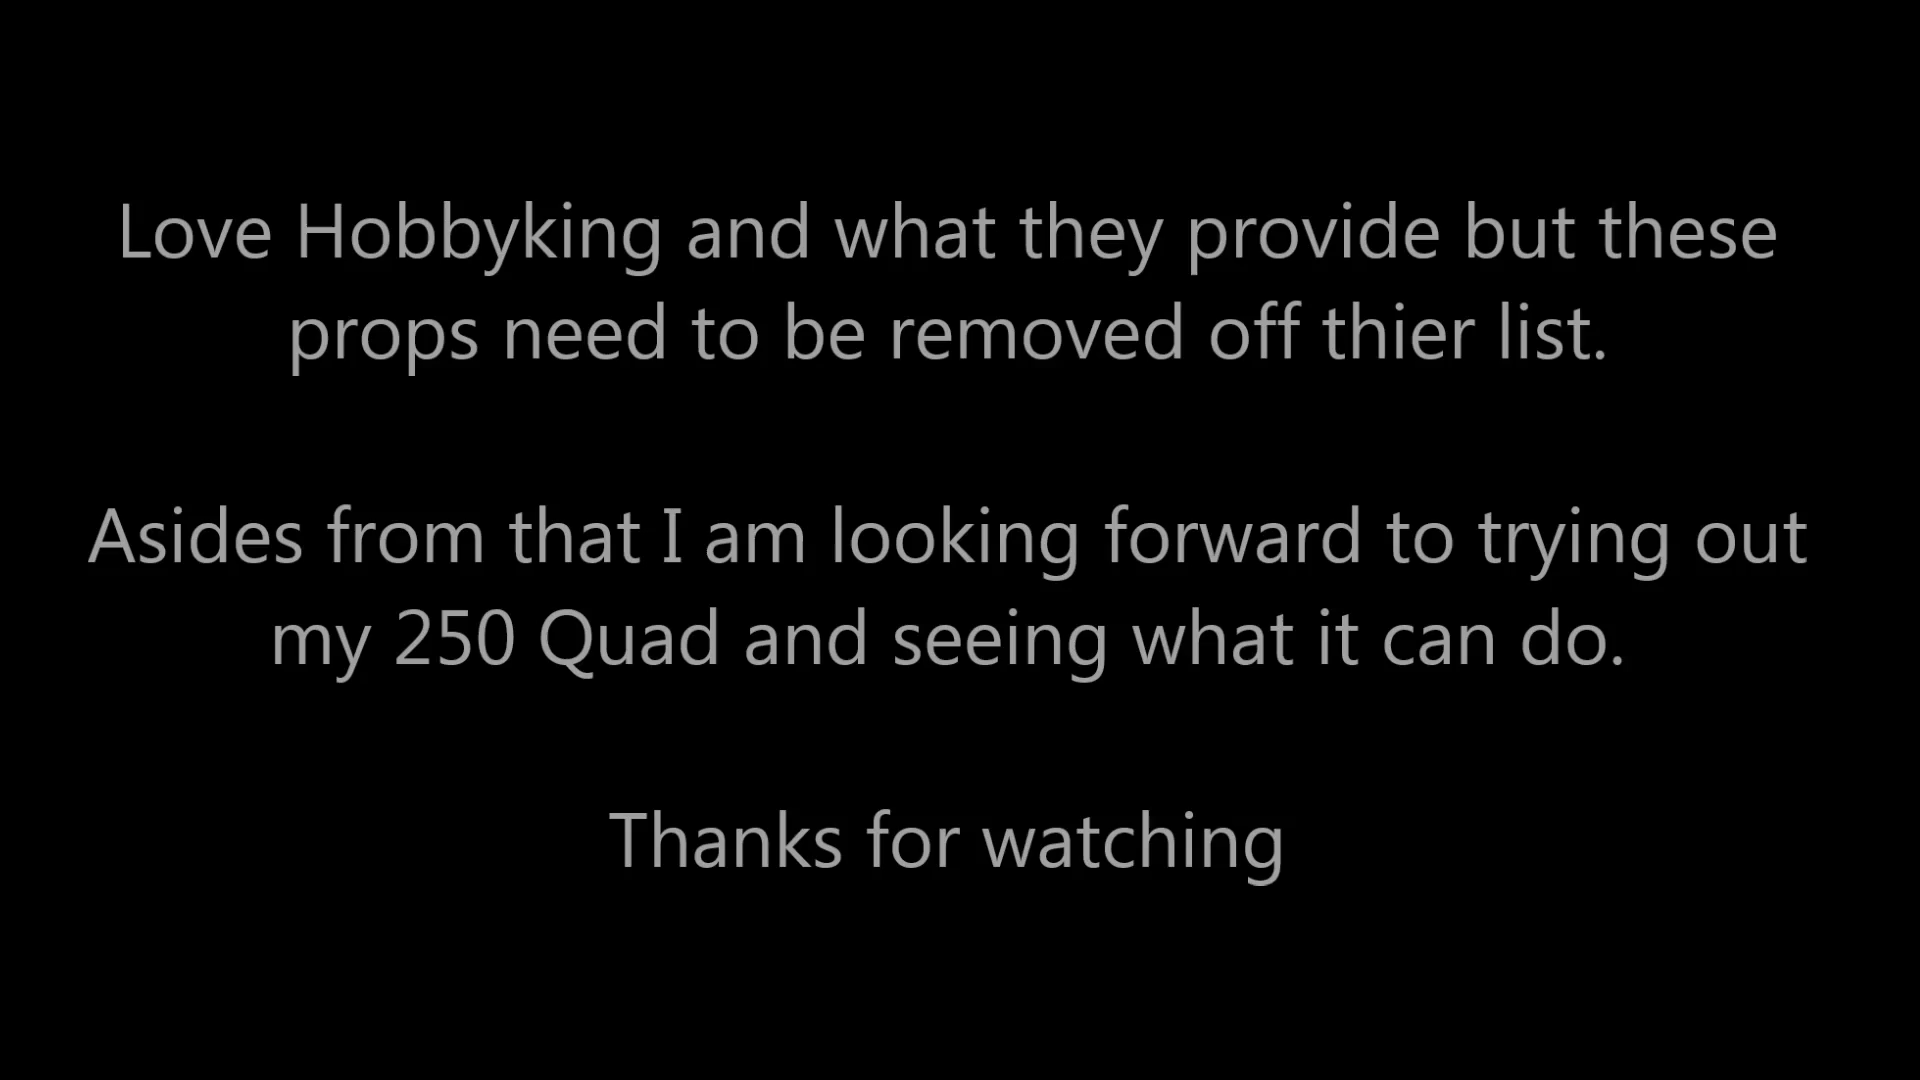 Love Hobbyking and what they provide but these
props need to be removed off thier list.
Asides from that I am looking forward to trying out
my 250 Quad and seeing what it can do.
Thanks for watching